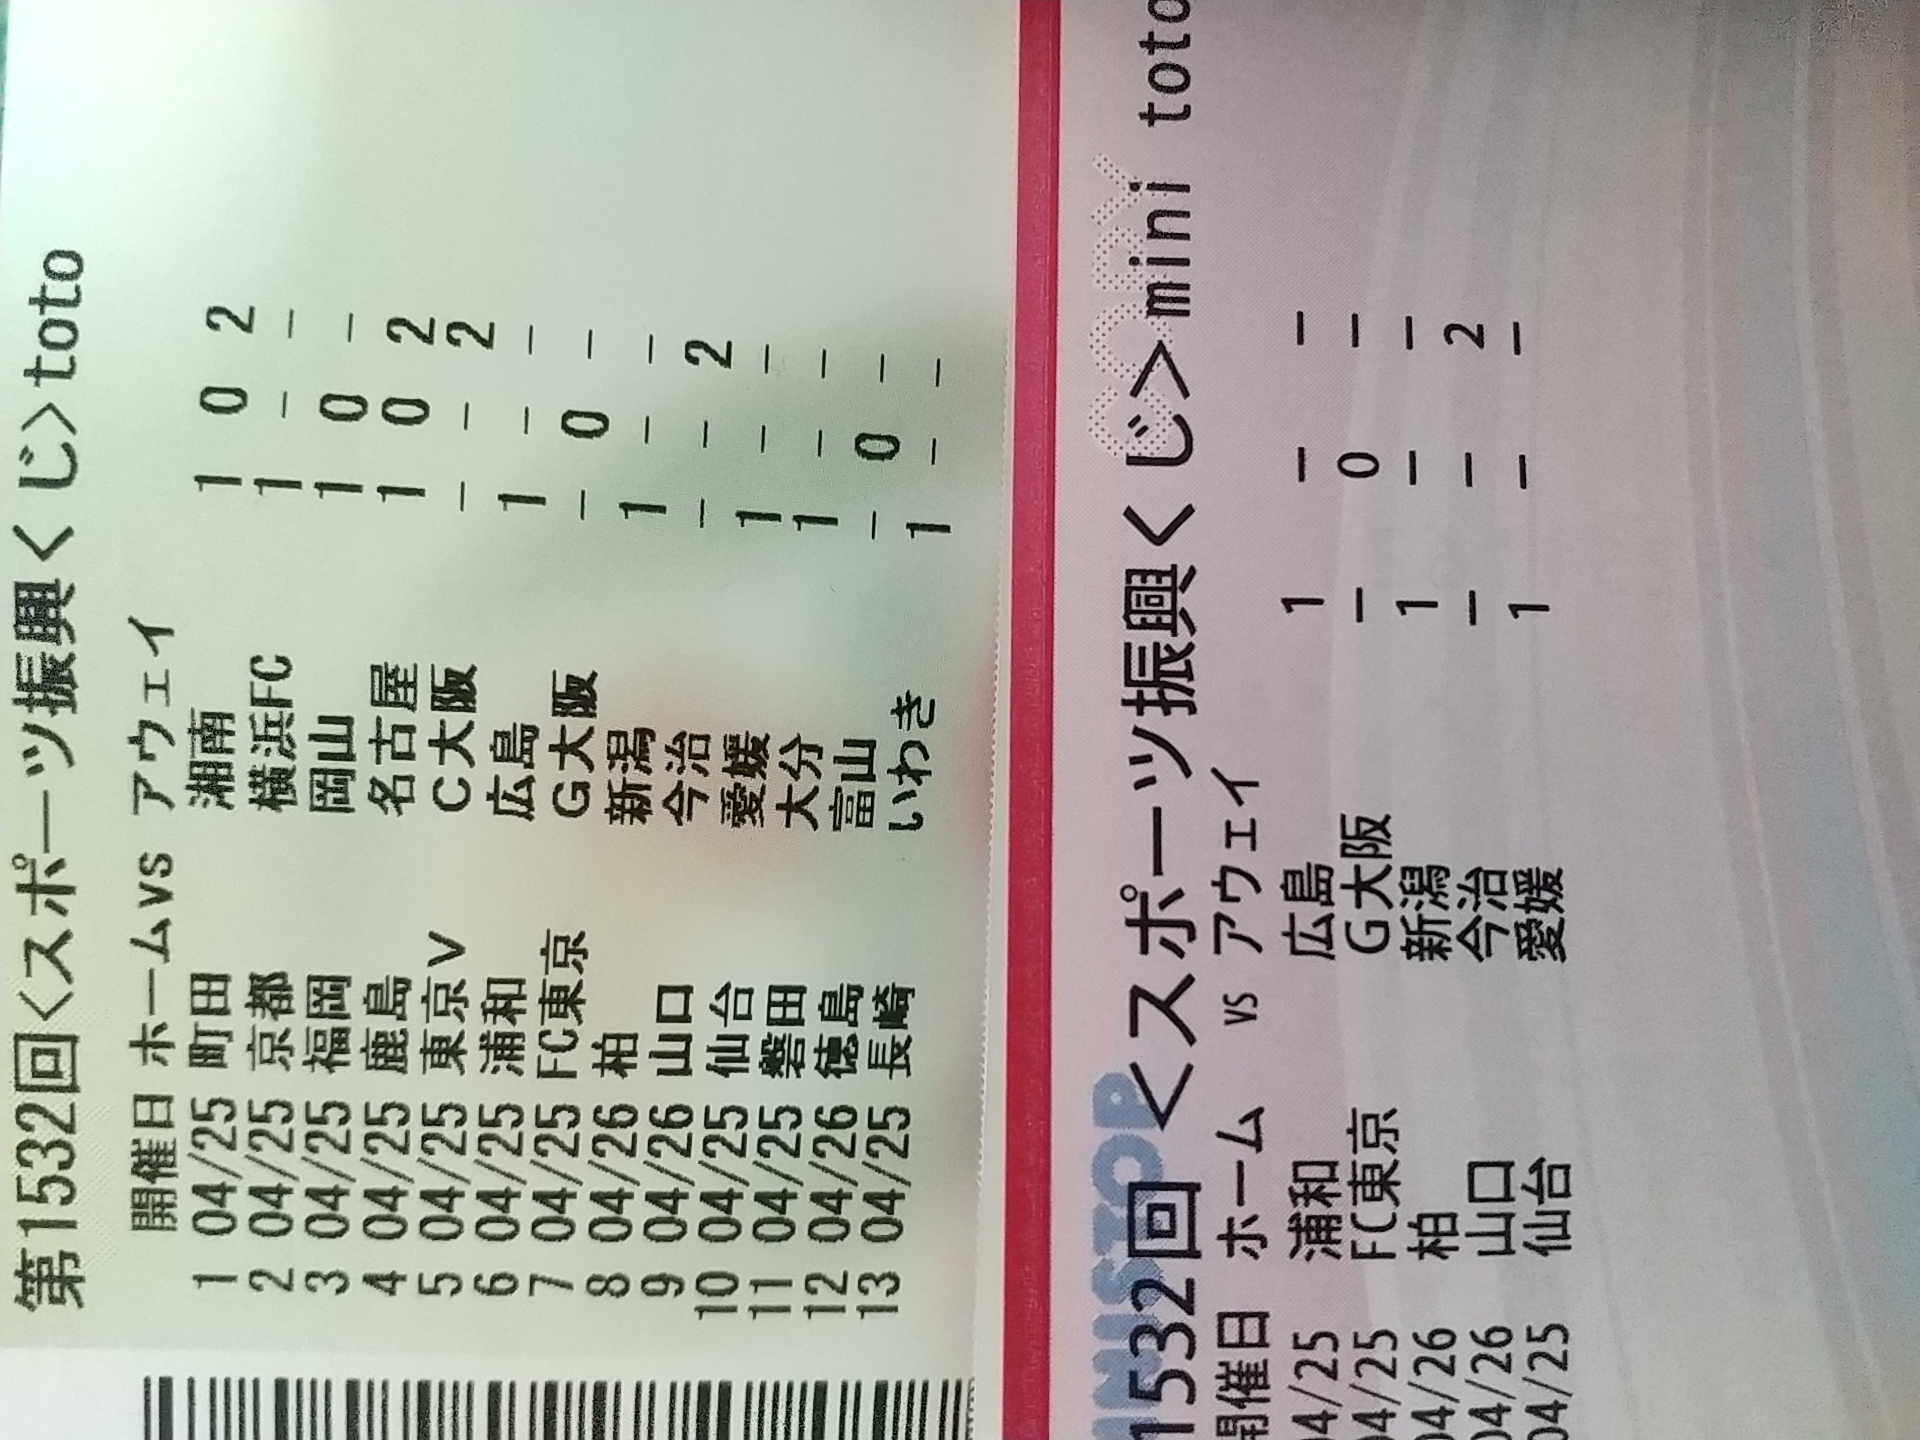 第1532回<スポーツ振興くじ>toto
開催日 ホームvs アウェイ
1 04/25 町田 湘南 1 0 2
2 04/25 京都 横浜FC 1 - -
3 04/25 福岡 岡山 1 0 -
4 04/25 鹿島 名古屋 1 0 2
5 04/25 東京V C大阪 - - 2
6 04/25 浦和 広島 1 - -
7 04/25 FC東京 G大阪 - 0 -
8 04/26 柏 新潟 1 - -
9 04/26 山口 今治 - - 2
10 04/25 仙台 愛媛 1 - -
11 04/25 磐田 大分 1 - -
12 04/26 徳島 富山 - 0 -
13 04/25 長崎 いわき 1 - -
COPY
1532回 <スポーツ振興くじ>mini toto
開催日 ホーム vs アウェイ
04/25 浦和 広島 1 - -
04/25 FC東京 G大阪 - 0 -
04/26 柏 新潟 1 - -
04/26 山口 今治 - - 2
04/25 仙台 愛媛 1 - -